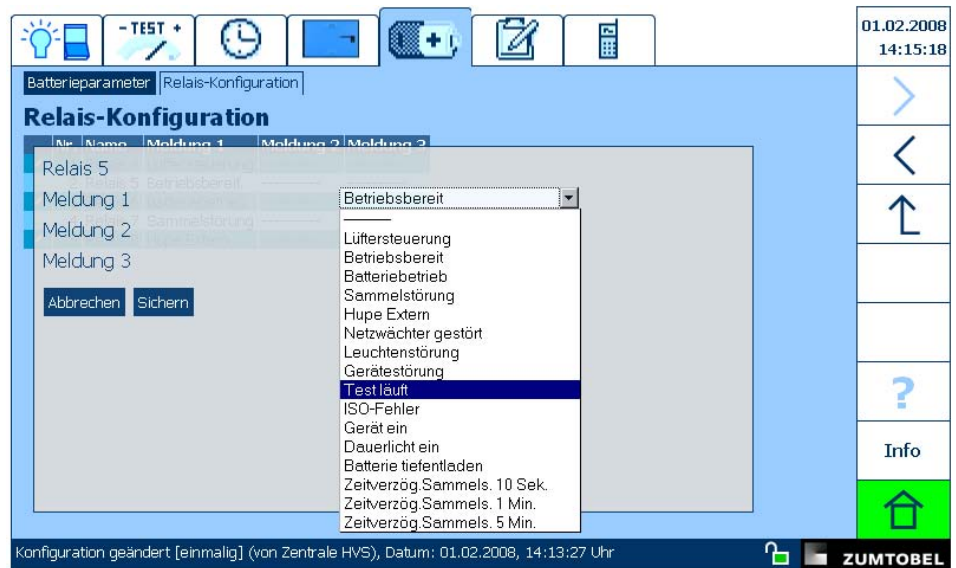 - TEST +
01.02.2008
14:15:18
Batterieparameter Relais-Konfiguration
Relais-Konfiguration
Nr. Name Meldung 1 Meldung 2 Meldung 3
Relais 5
Meldung 1 Betriebsbereit
Meldung 2
Meldung 3
Abbrechen Sichern
Lüftersteuerung
Betriebsbereit
Batteriebetrieb
Sammelstörung
Hupe Extern
Netzwächter gestört
Leuchtenstörung
Gerätestörung
Test läuft
ISO-Fehler
Gerät ein
Dauerlicht ein
Batterie tiefentladen
Zeitverzög.Sammels. 10 Sek.
Zeitverzög.Sammels. 1 Min.
Zeitverzög.Sammels. 5 Min.
?
Info
Konfiguration geändert [einmalig] (von Zentrale HVS), Datum: 01.02.2008, 14:13:27 Uhr
ZUMTOBEL